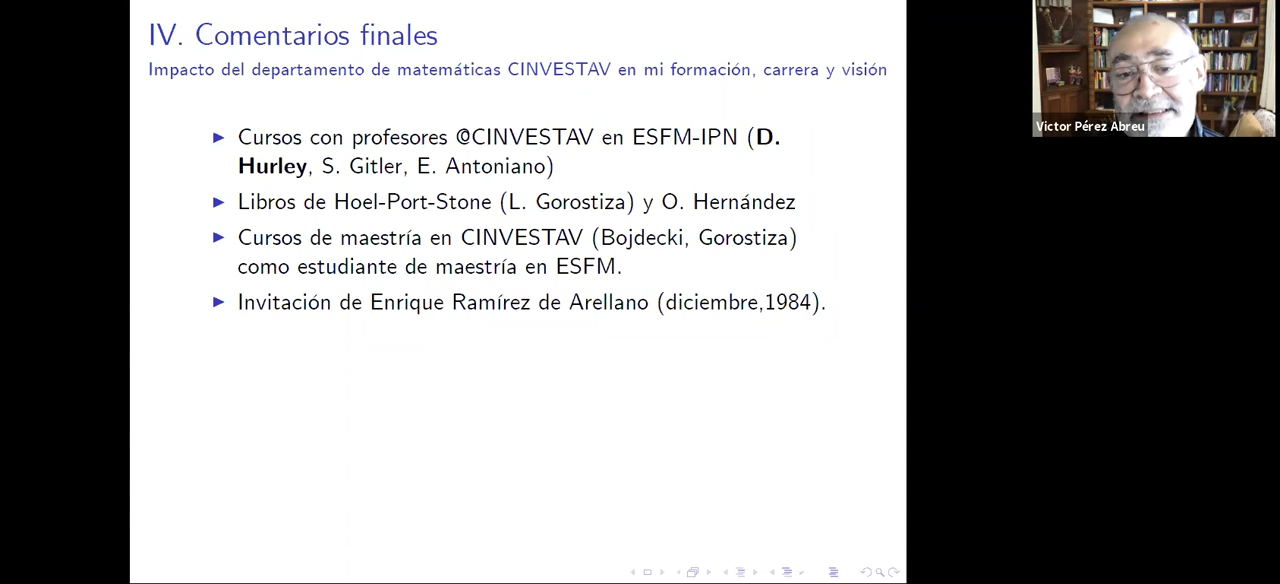 IV. Comentarios finales
Impacto del departamento de matemáticas CINVESTAV en mi formación, carrera y visión
▶ Cursos con profesores @CINVESTAV en ESFM-IPN (D.
Hurley, S. Gitler, E. Antoniano)
▶ Libros de Hoel-Port-Stone (L. Gorostiza) y O. Hernández
▶ Cursos de maestría en CINVESTAV (Bojdecki, Gorostiza)
como estudiante de maestría en ESFM.
▶ Invitación de Enrique Ramírez de Arellano (diciembre,1984).
Victor Pérez Abreu